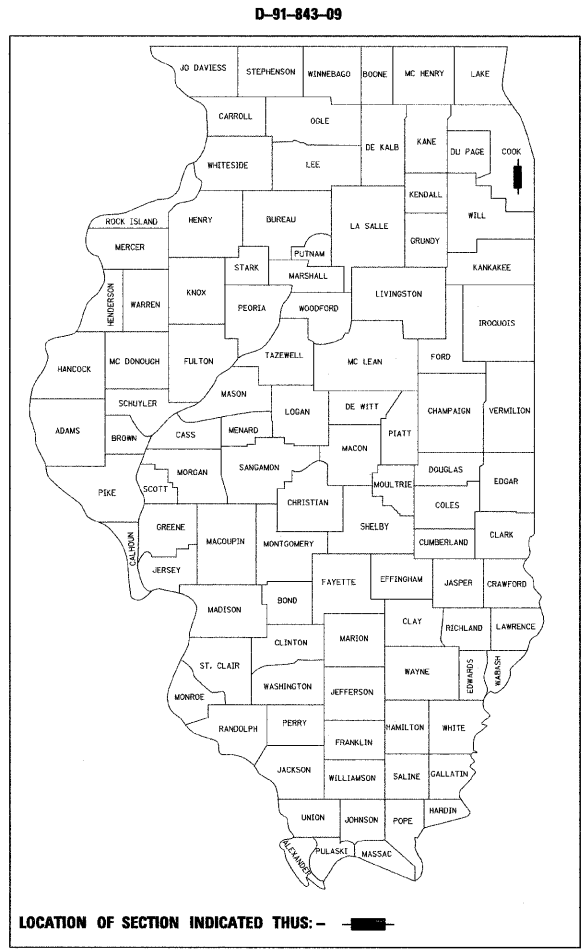 D-91-843-09
JO DAVIESS
STEPHENSON
WINNEBAGO
BOONE
MC HENRY
LAKE
CARROLL
OGLE
DE KALB
KANE
DU PAGE
COOK
WHITESIDE
LEE
KENDALL
ROCK ISLAND
HENRY
BUREAU
LA SALLE
WILL
GRUNDY
MERCER
PUTNAM
STARK
MARSHALL
KANKAKEE
HENDERSON
WARREN
KNOX
PEORIA
WOODFORD
LIVINGSTON
IROQUOIS
HANCOCK
MC DONOUGH
FULTON
TAZEWELL
MC LEAN
FORD
MASON
SCHUYLER
LOGAN
DE WITT
CHAMPAIGN
VERMILION
ADAMS
BROWN
CASS
MENARD
PIATT
MACON
MORGAN
SANGAMON
DOUGLAS
EDGAR
PIKE
SCOTT
MOULTRIE
CHRISTIAN
COLES
GREENE
SHELBY
CALHOUN
MACOUPIN
MONTGOMERY
CUMBERLAND
CLARK
JERSEY
FAYETTE
EFFINGHAM
JASPER
CRAWFORD
MADISON
BOND
CLAY
RICHLAND
LAWRENCE
CLINTON
MARION
ST. CLAIR
WAYNE
EDWARDS
WABASH
WASHINGTON
JEFFERSON
MONROE
RANDOLPH
PERRY
HAMILTON
WHITE
FRANKLIN
JACKSON
WILLIAMSON
SALINE
GALLATIN
HARDIN
UNION
JOHNSON
POPE
ALEXANDER
PULASKI
MASSAC
LOCATION OF SECTION INDICATED THUS: -